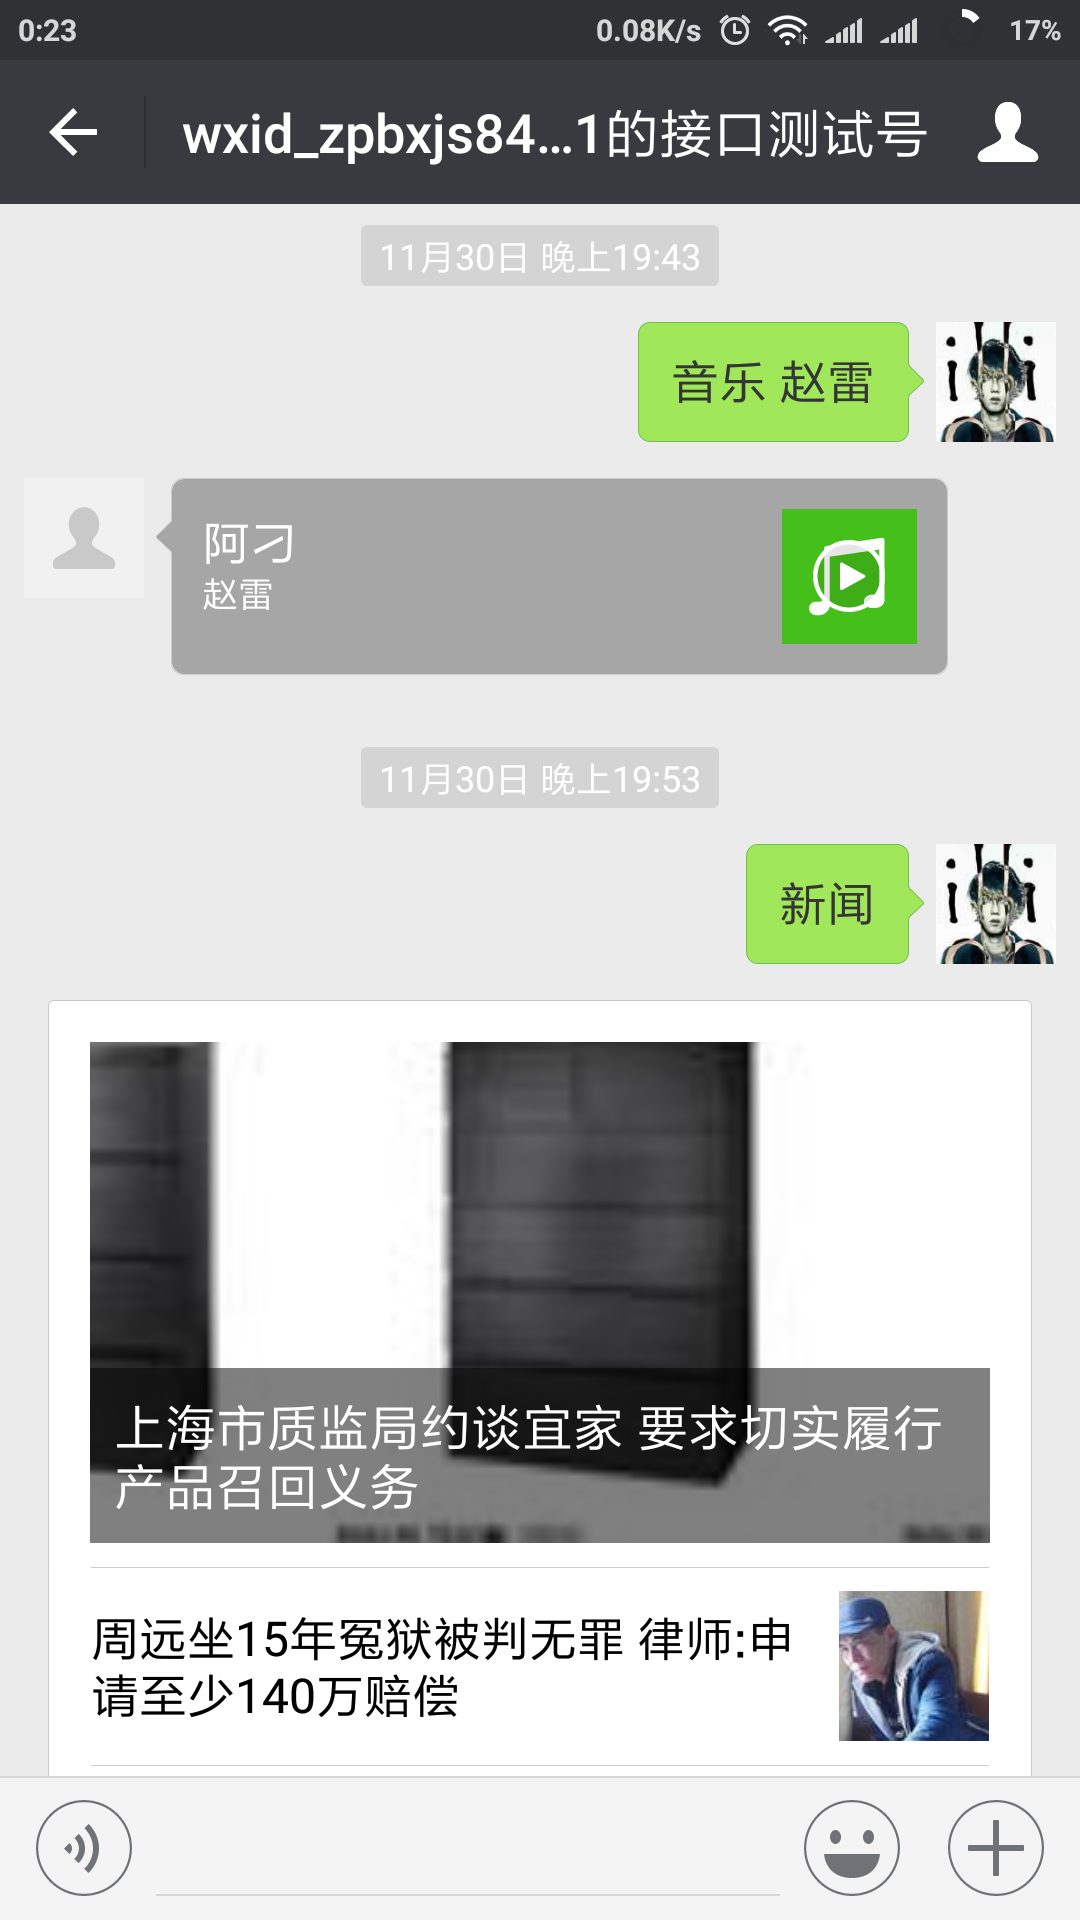 0:23
0.08K/s
17%
wxid_zpbxjs84...1的接口测试号
11月30日 晚上19:43
音乐 赵雷
阿刁
赵雷
11月30日 晚上19:53
新闻
上海市质监局约谈宜家 要求切实履行
产品召回义务
周远坐15年冤狱被判无罪 律师:申
请至少140万赔偿